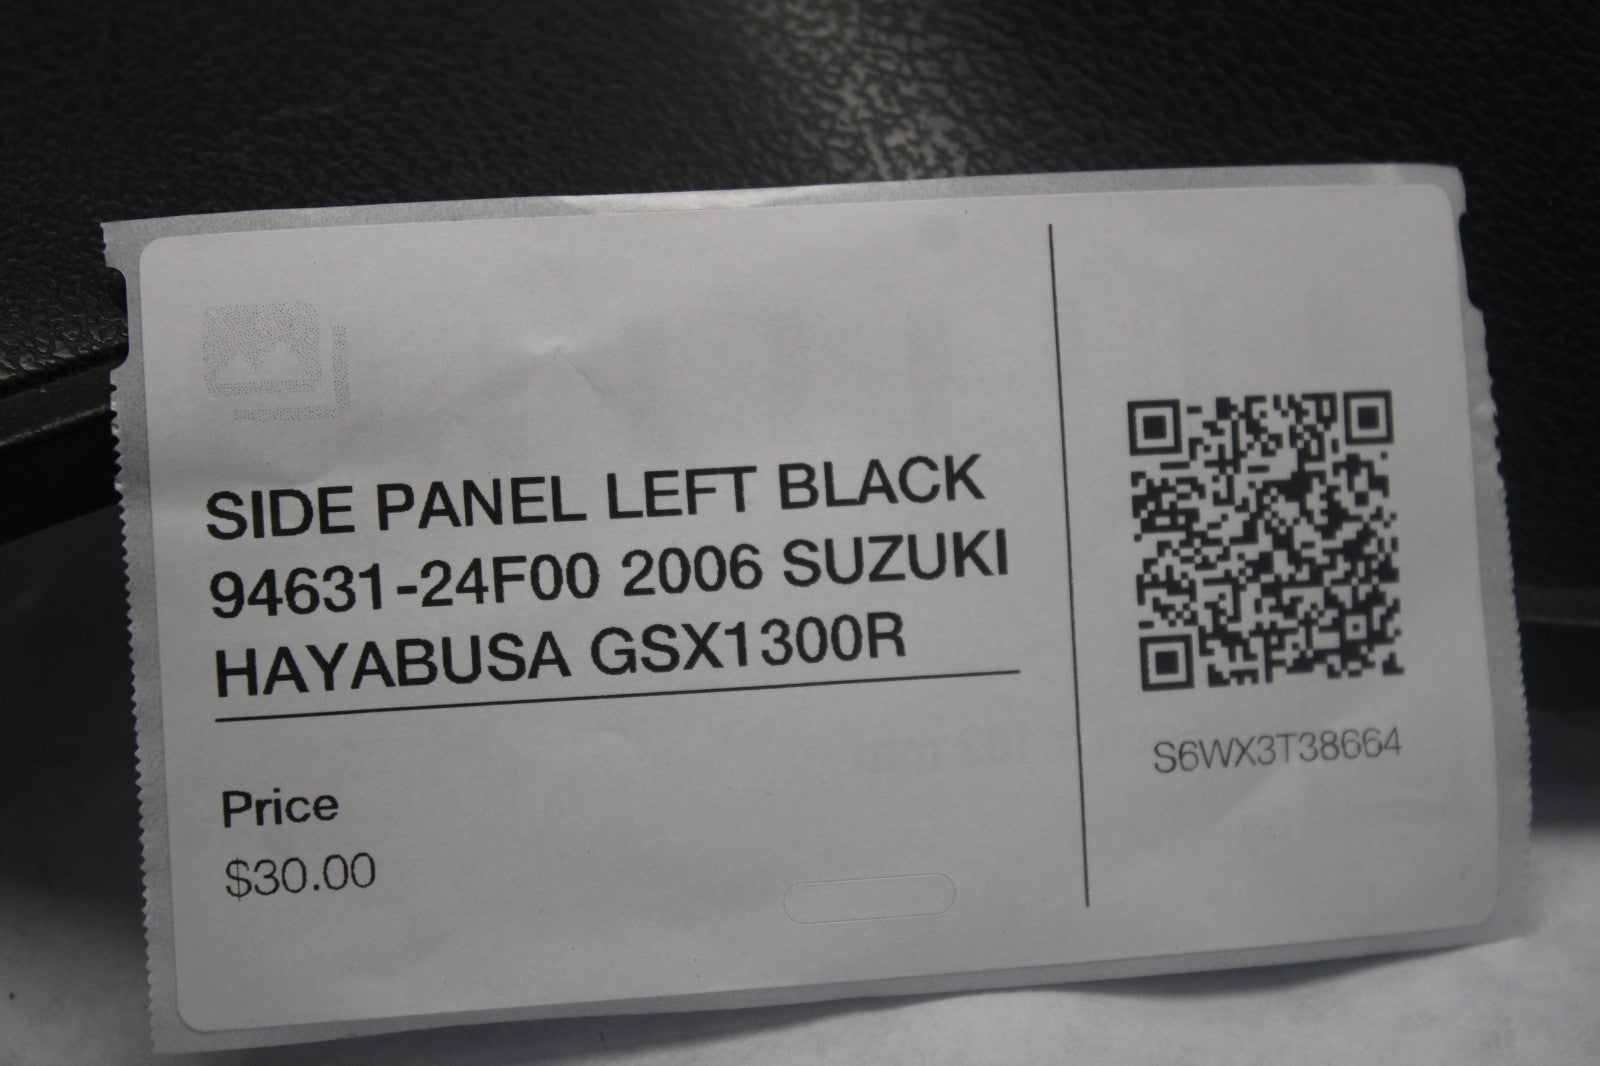 SIDE PANEL LEFT BLACK
94631-24F00 2006 SUZUKI
HAYABUSA GSX1300R
Price
$30.00
S6WX3T38664